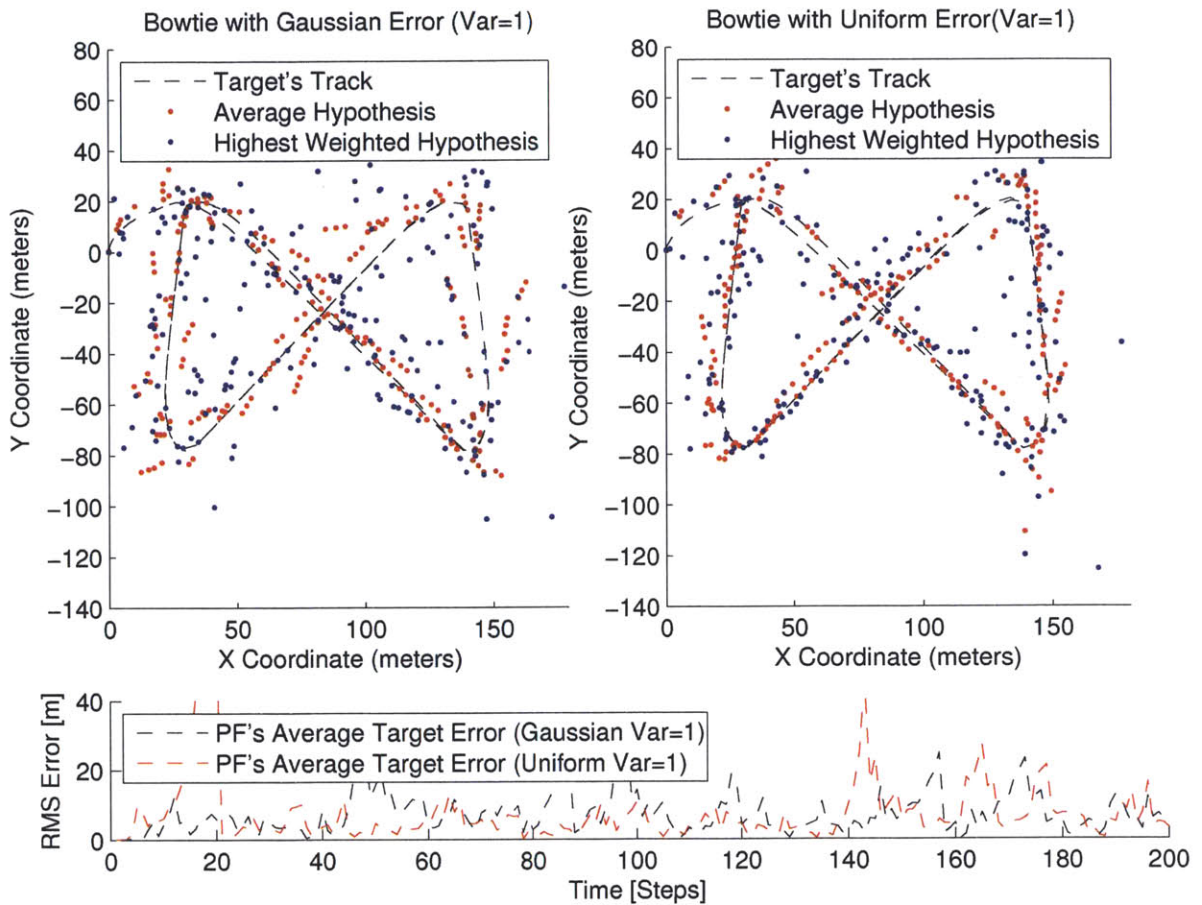 Bowtie with Gaussian Error (Var=1)
80
60
40
20
0
−20
−40
−60
−80
−100
−120
−140
Y Coordinate (meters)
Target's Track
Average Hypothesis
Highest Weighted Hypothesis
0
50
100
150
X Coordinate (meters)
Bowtie with Uniform Error(Var=1)
80
60
40
20
0
−20
−40
−60
−80
−100
−120
−140
Y Coordinate (meters)
Target's Track
Average Hypothesis
Highest Weighted Hypothesis
0
50
100
150
X Coordinate (meters)
RMS Error [m]
40
20
0
PF's Average Target Error (Gaussian Var=1)
PF's Average Target Error (Uniform Var=1)
0
20
40
60
80
100
120
140
160
180
200
Time [Steps]